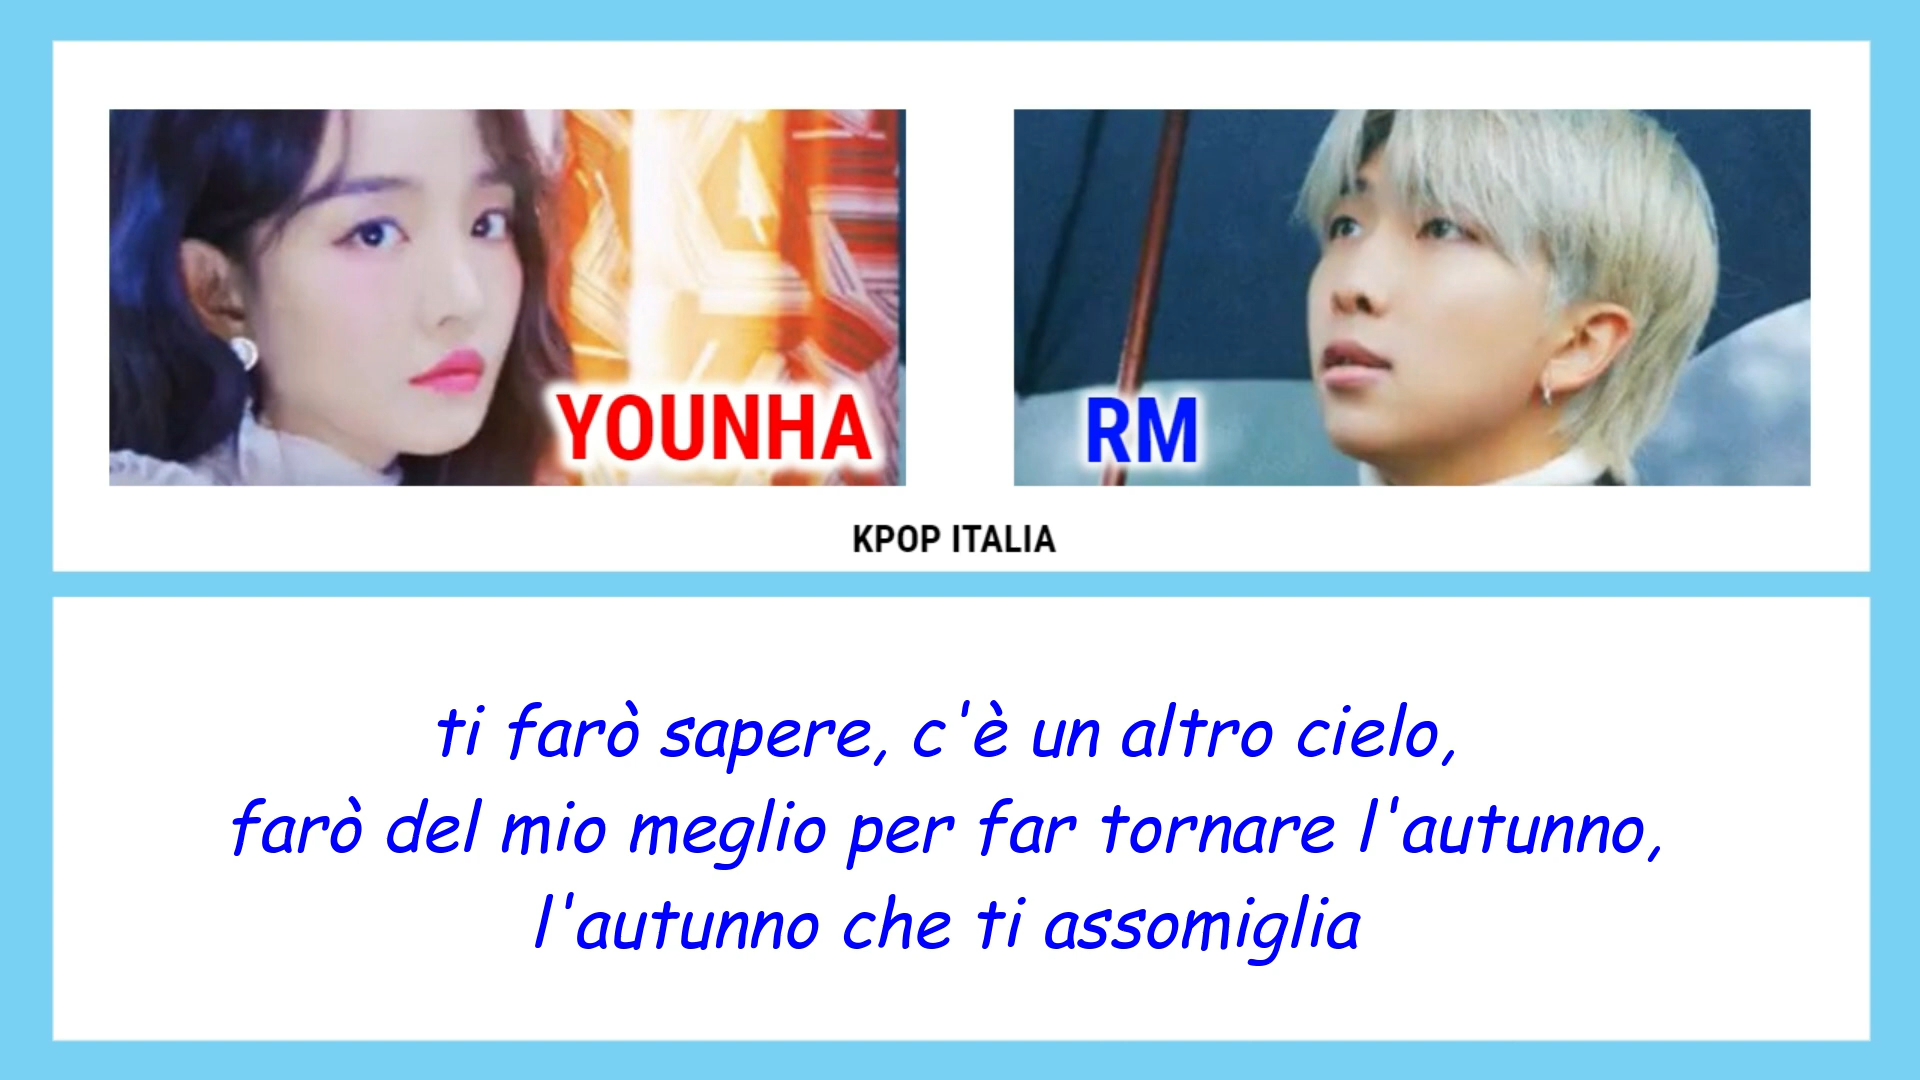 YOUNHA
RM
KPOP ITALIA
ti farò sapere, c'è un altro cielo,
farò del mio meglio per far tornare l'autunno,
l'autunno che ti assomiglia